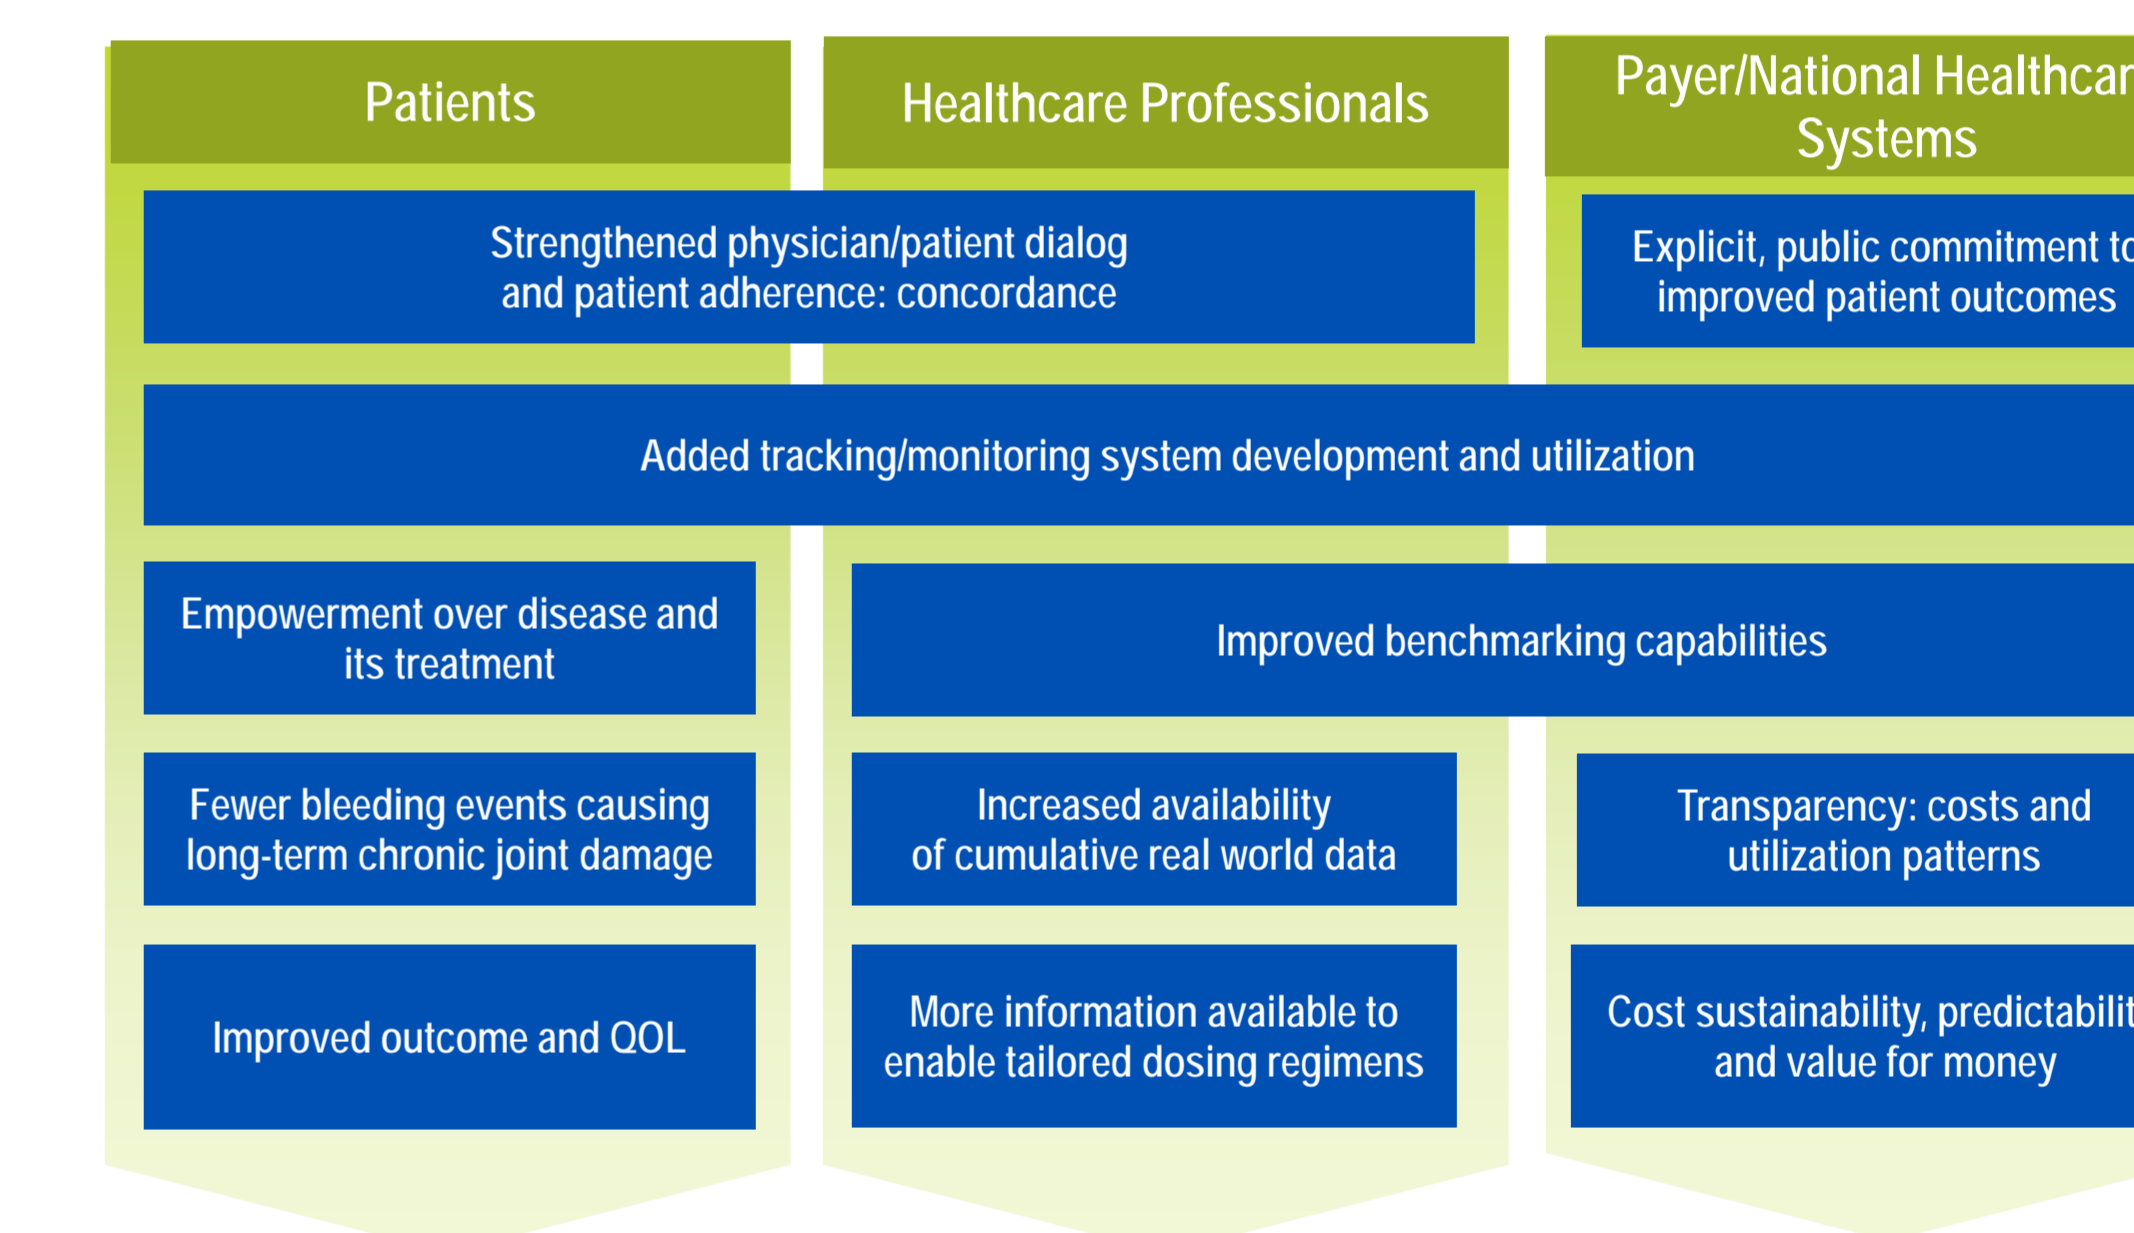 Patients
Healthcare Professionals
Payer/National Healthcar
Systems
Strengthened physician/patient dialog
and patient adherence: concordance
Explicit, public commitment to
improved patient outcomes
Added tracking/monitoring system development and utilization
Empowerment over disease and
its treatment
Improved benchmarking capabilities
Fewer bleeding events causing
long-term chronic joint damage
Increased availability
of cumulative real world data
Transparency: costs and
utilization patterns
Improved outcome and QOL
More information available to
enable tailored dosing regimens
Cost sustainability, predictabilit
and value for money